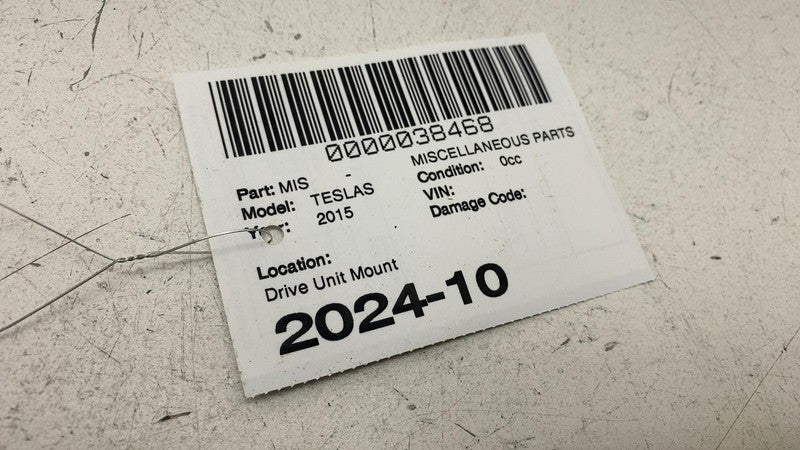 0000038468
Part: MIS - MISCELLANEOUS PARTS
Model: TESLAS Condition: 0cc
2015 VIN:
Damage Code:
Location:
Drive Unit Mount
2024-10